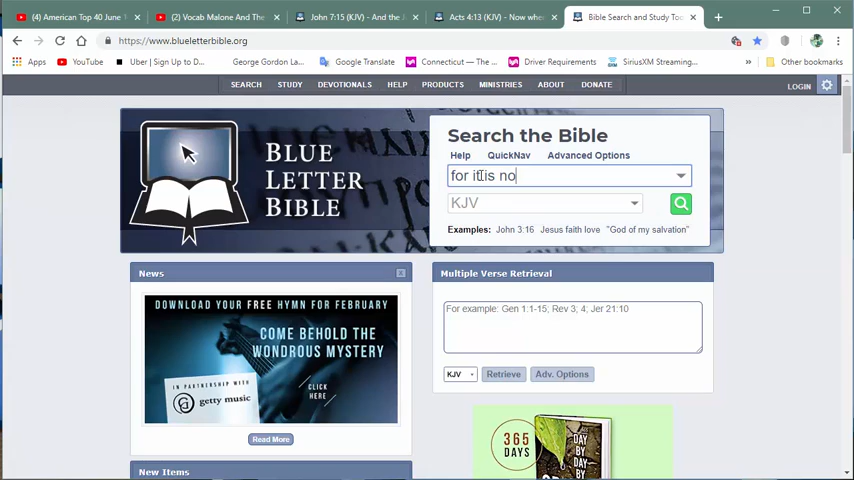 (4) American Top 40 June 1
(2) Vocab Malone And The
John 7:15 (KJV) - And the J
Acts 4:13 (KJV) - Now when
Bible Search and Study Too
https://www.blueletterbible.org
Apps
YouTube
Uber | Sign Up to D...
George Gordon La...
Google Translate
Connecticut — the...
Driver Requirements
SiriusXM Streaming...
»
Other bookmarks
SEARCH STUDY DEVOTIONALS HELP PRODUCTS MINISTRIES ABOUT DONATE
LOGIN
BLUE
LETTER
BIBLE
Search the Bible
Help QuickNav Advanced Options
for it is no
KJV
Examples: John 3:16 Jesus faith love "God of my salvation"
News
x
DOWNLOAD YOUR FREE HYMN FOR FEBRUARY
COME BEHOLD THE
WONDROUS MYSTERY
IN PARTNERSHIP WITH
getty music
CLICK
HERE
Read More
New Items
Multiple Verse Retrieval
For example: Gen 1:1-15; Rev 3; 4; Jer 21:10
KJV
Retrieve
Adv. Options
365
DAYS
DAY
BY
DAY
BY